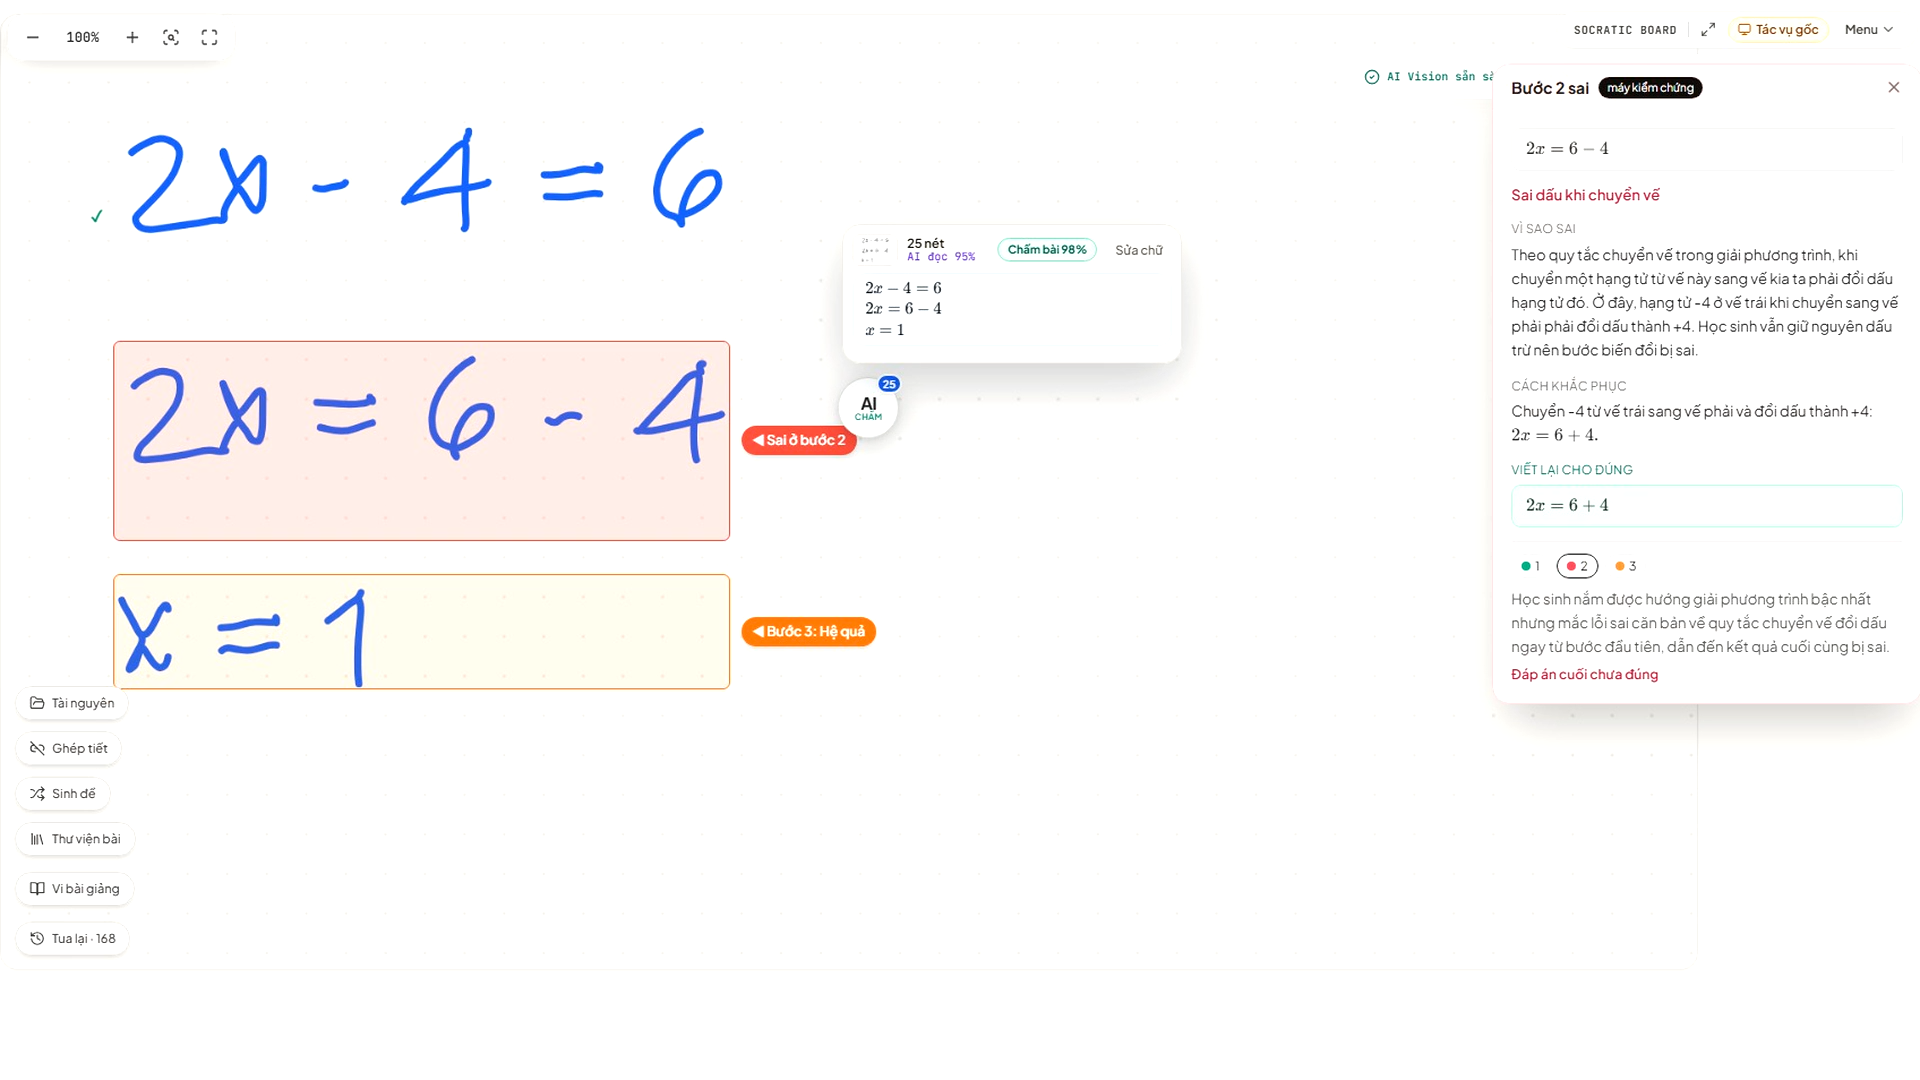 100%
SOCRATIC BOARD
Tác vụ gốc
Menu
AI Vision sẵn sà
2x - 4 = 6
✓
2x = 6 - 4
◀ Sai ở bước 2
x = 1
◀ Bước 3: Hệ quả
25 nét
AI đọc 95%
Chấm bài 98%
Sửa chữ
2x − 4 = 6
2x = 6 − 4
x = 1
25
AI
CHẤM
Tài nguyên
Ghép tiết
Sinh đề
Thư viện bài
Vi bài giảng
Tua lại · 168
Bước 2 sai
máy kiểm chứng
2x = 6 − 4
Sai dấu khi chuyển vế
VÌ SAO SAI
Theo quy tắc chuyển vế trong giải phương trình, khi
chuyển một hạng tử từ vế này sang vế kia ta phải đổi dấu
hạng tử đó. Ở đây, hạng tử -4 ở vế trái khi chuyển sang vế
phải phải đổi dấu thành +4. Học sinh vẫn giữ nguyên dấu
trừ nên bước biến đổi bị sai.
CÁCH KHẮC PHỤC
Chuyển -4 từ vế trái sang vế phải và đổi dấu thành +4:
2x = 6 + 4.
VIẾT LẠI CHO ĐÚNG
2x = 6 + 4
1
2
3
Học sinh nắm được hướng giải phương trình bậc nhất
nhưng mắc lỗi sai căn bản về quy tắc chuyển vế đổi dấu
ngay từ bước đầu tiên, dẫn đến kết quả cuối cùng bị sai.
Đáp án cuối chưa đúng